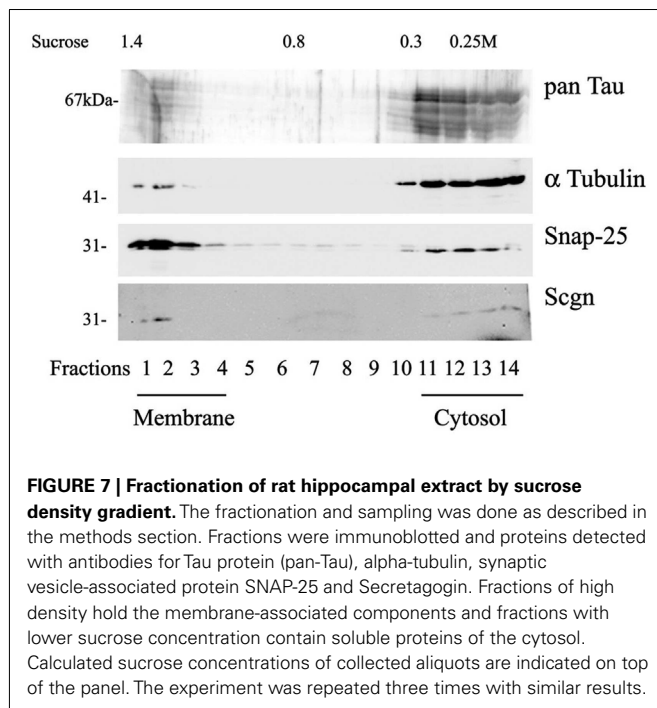 Sucrose 1.4 0.8 0.3 0.25M
pan Tau
67kDa-
α Tubulin
41-
Snap-25
31-
Scgn
31-
Fractions 1 2 3 4 5 6 7 8 9 10 11 12 13 14
Membrane Cytosol
FIGURE 7 | Fractionation of rat hippocampal extract by sucrose
density gradient. The fractionation and sampling was done as described in
the methods section. Fractions were immunoblotted and proteins detected
with antibodies for Tau protein (pan-Tau), alpha-tubulin, synaptic
vesicle-associated protein SNAP-25 and Secretagogin. Fractions of high
density hold the membrane-associated components and fractions with
lower sucrose concentration contain soluble proteins of the cytosol.
Calculated sucrose concentrations of collected aliquots are indicated on top
of the panel. The experiment was repeated three times with similar results.